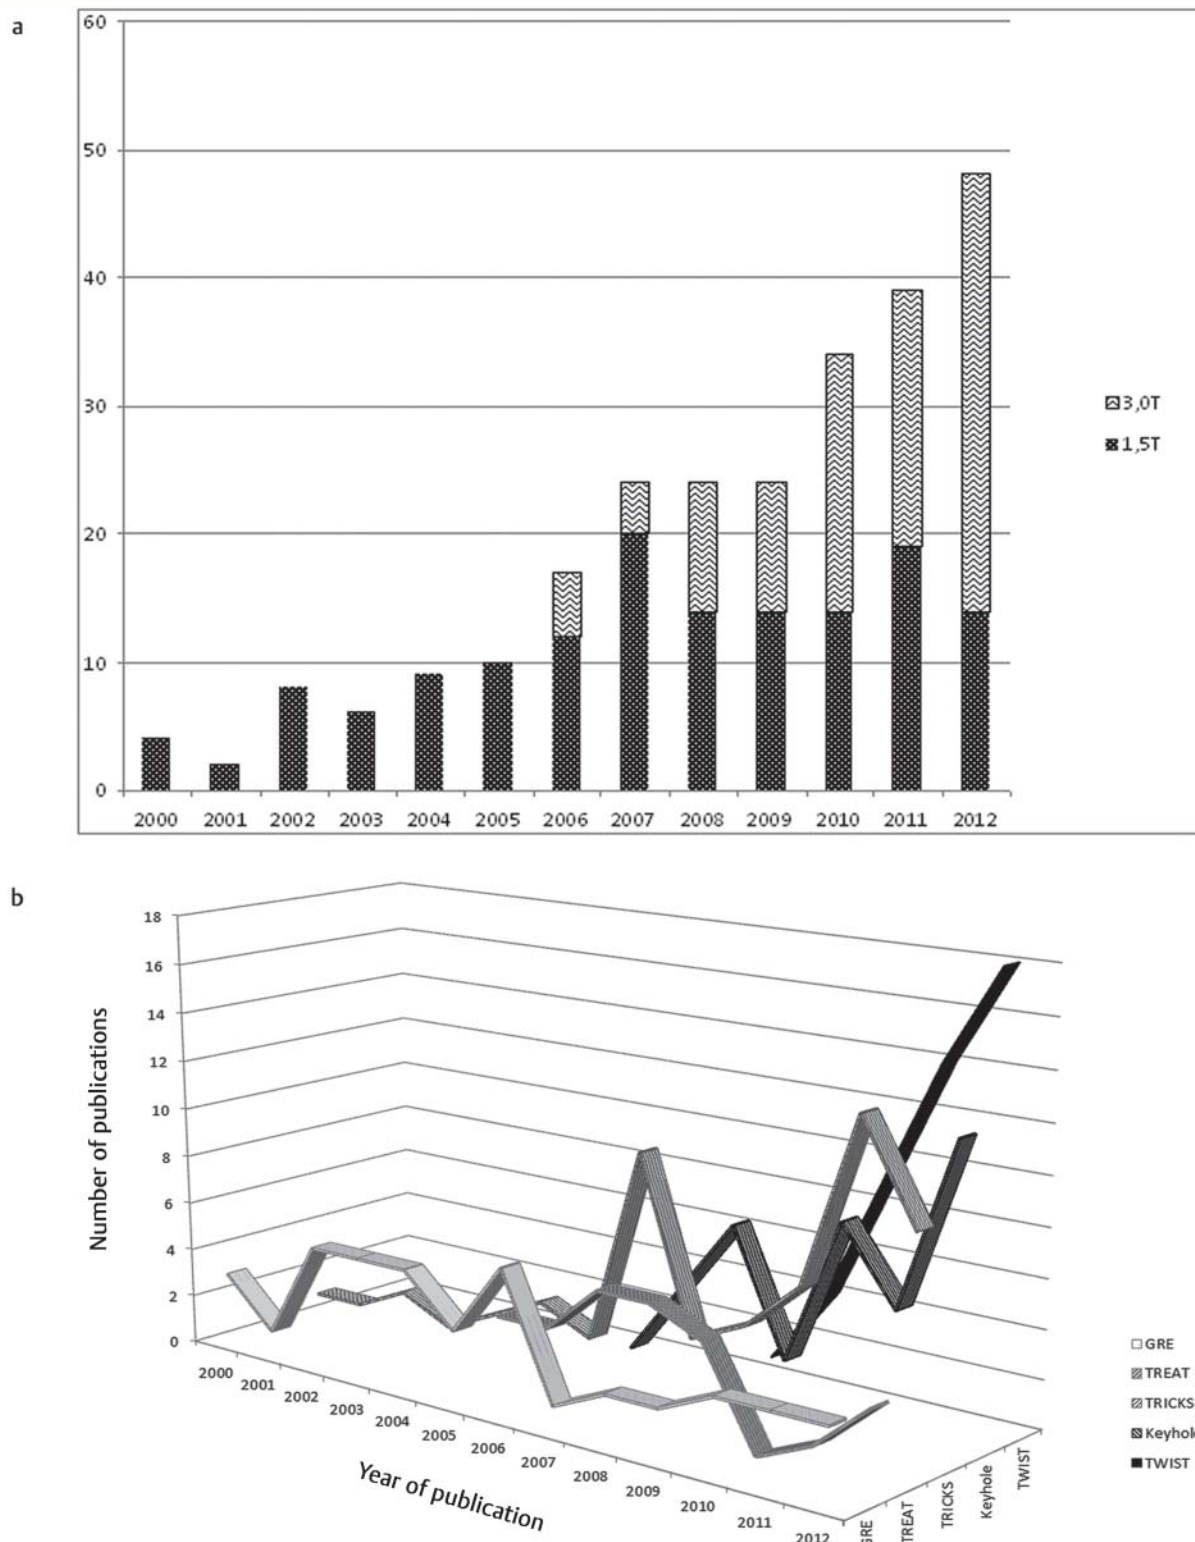 a
60
50
40
30
20
10
0
2000 2001 2002 2003 2004 2005 2006 2007 2008 2009 2010 2011 2012
3,0T
1,5T
b
18
16
14
12
10
8
6
4
2
0
Number of publications
2000
2001
2002
2003
2004
2005
2006
2007
2008
2009
2010
2011
2012
Year of publication
GRE
TREAT
TRICKS
Keyhole
TWIST
GRE
TREAT
TRICKS
Keyhol
TWIST